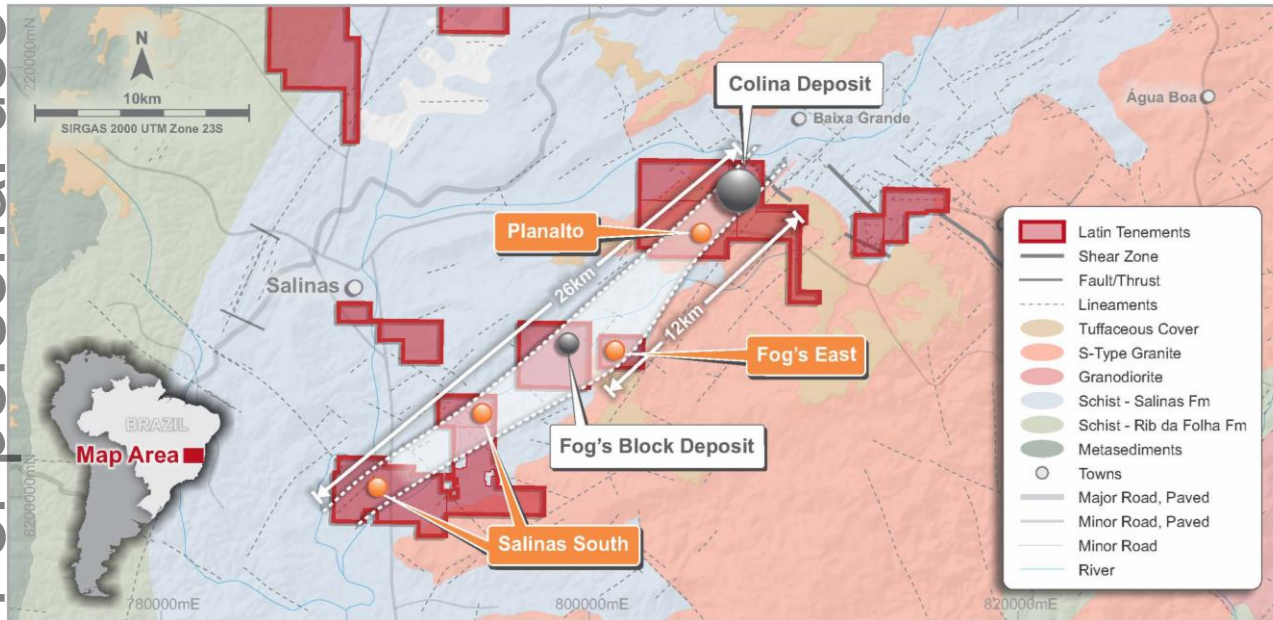 8220000mN
N
10km
SIRGAS 2000 UTM Zone 23S
Colina Deposit
Baixa Grande
Água Boa
Planalto
Salinas
26km
12km
Fog's East
Fog's Block Deposit
Salinas South
BRAZIL
Map Area
8200000mN
780000mE
800000mE
820000mE
Latin Tenements
Shear Zone
Fault/Thrust
Lineaments
Tuffaceous Cover
S-Type Granite
Granodiorite
Schist - Salinas Fm
Schist - Rib da Folha Fm
Metasediments
Towns
Major Road, Paved
Minor Road, Paved
Minor Road
River